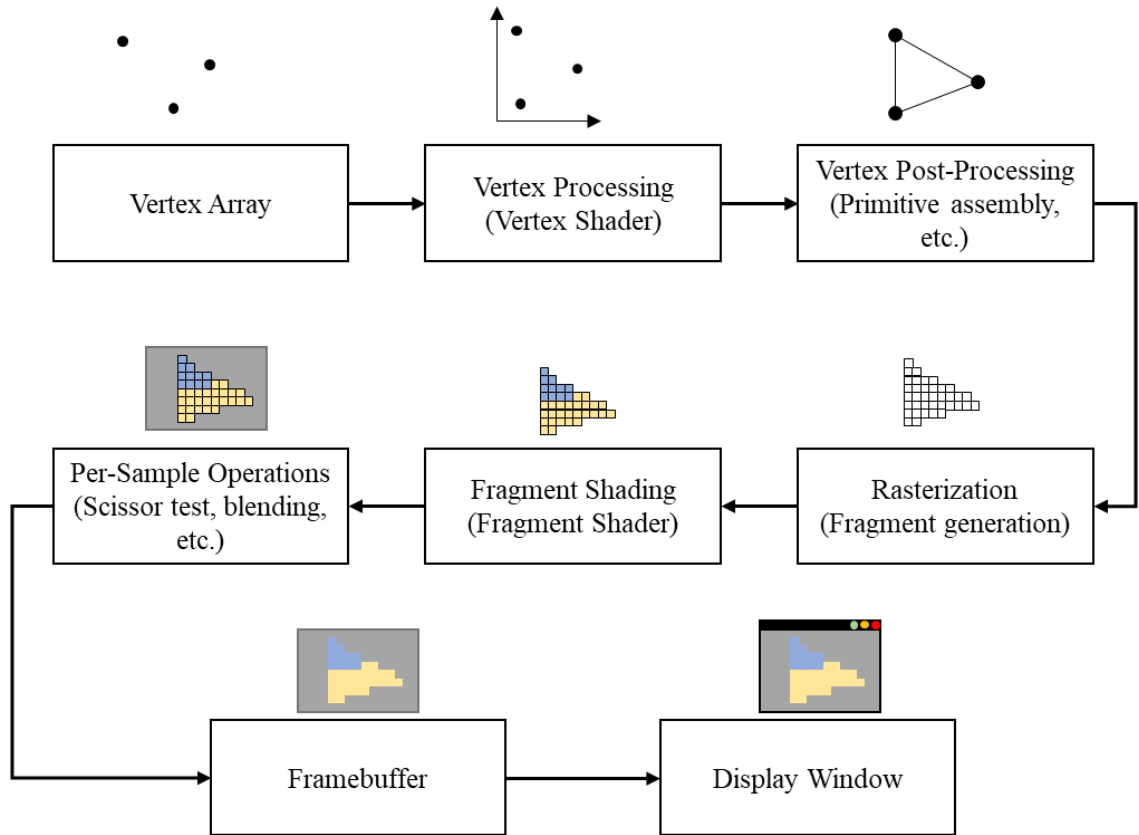 Vertex Array
Vertex Processing
(Vertex Shader)
Vertex Post-Processing
(Primitive assembly,
etc.)
Per-Sample Operations
(Scissor test, blending,
etc.)
Fragment Shading
(Fragment Shader)
Rasterization
(Fragment generation)
Framebuffer
Display Window